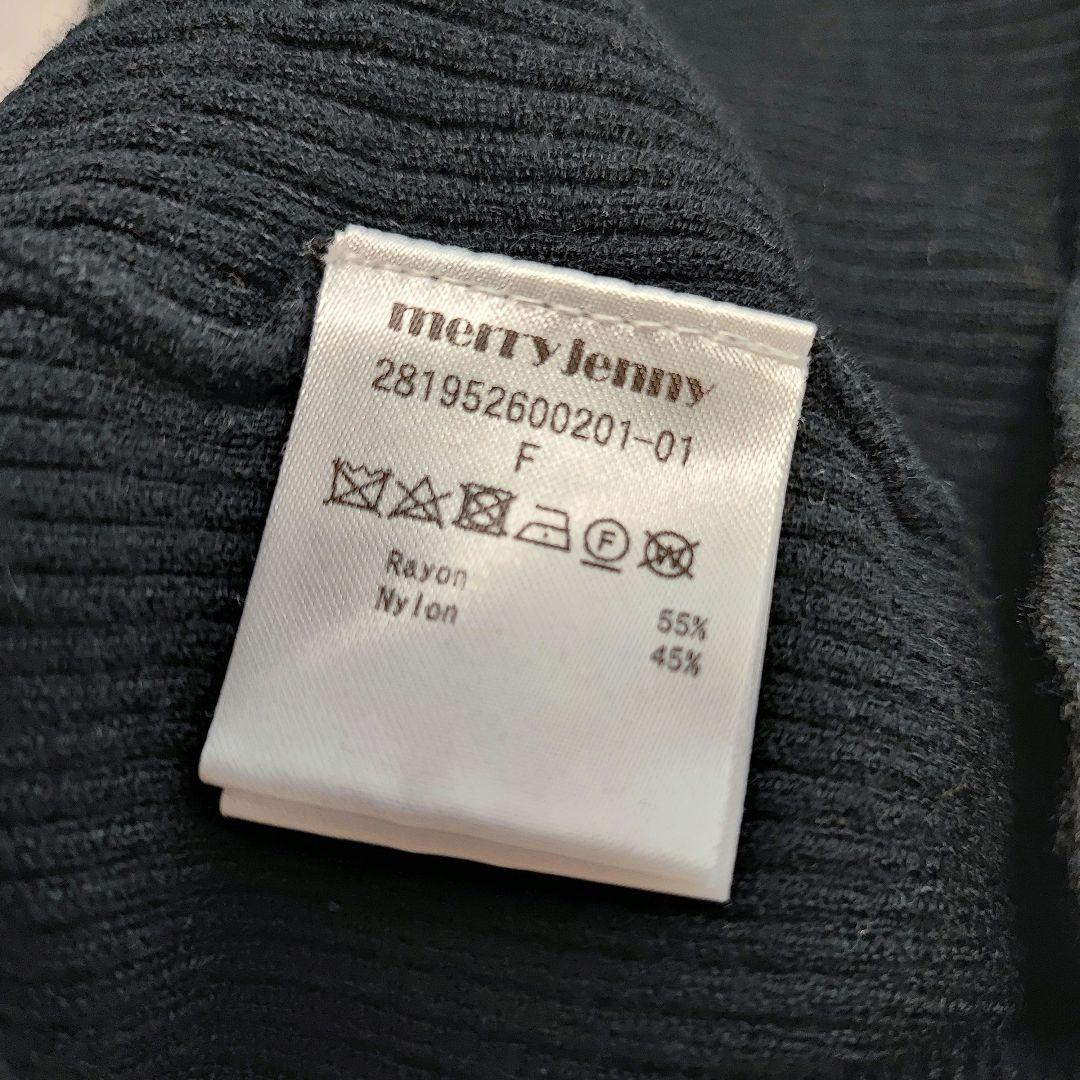 merry jenny
281952600201-01
F
F W
Rayon 55%
Nylon 45%